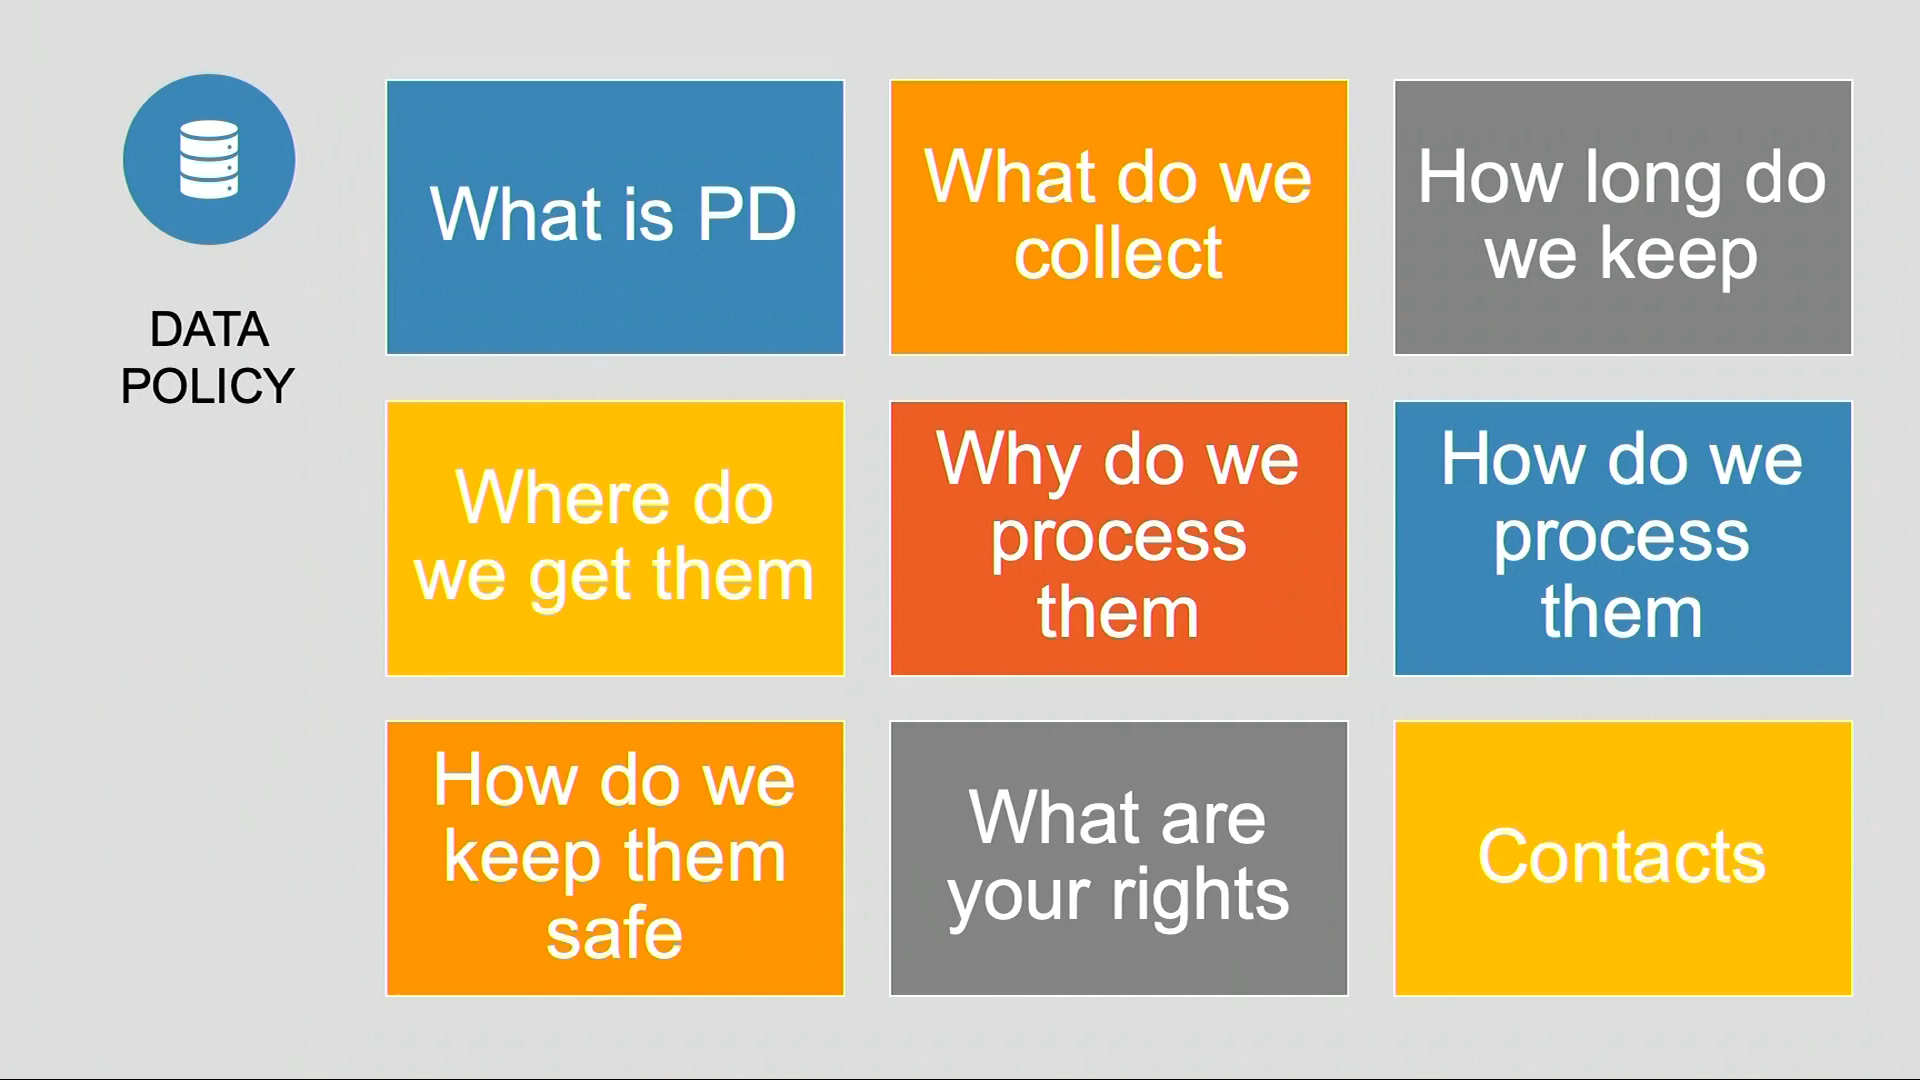 DATA
POLICY
What is PD
What do we
collect
How long do
we keep
Where do
we get them
Why do we
process
them
How do we
process
them
How do we
keep them
safe
What are
your rights
Contacts